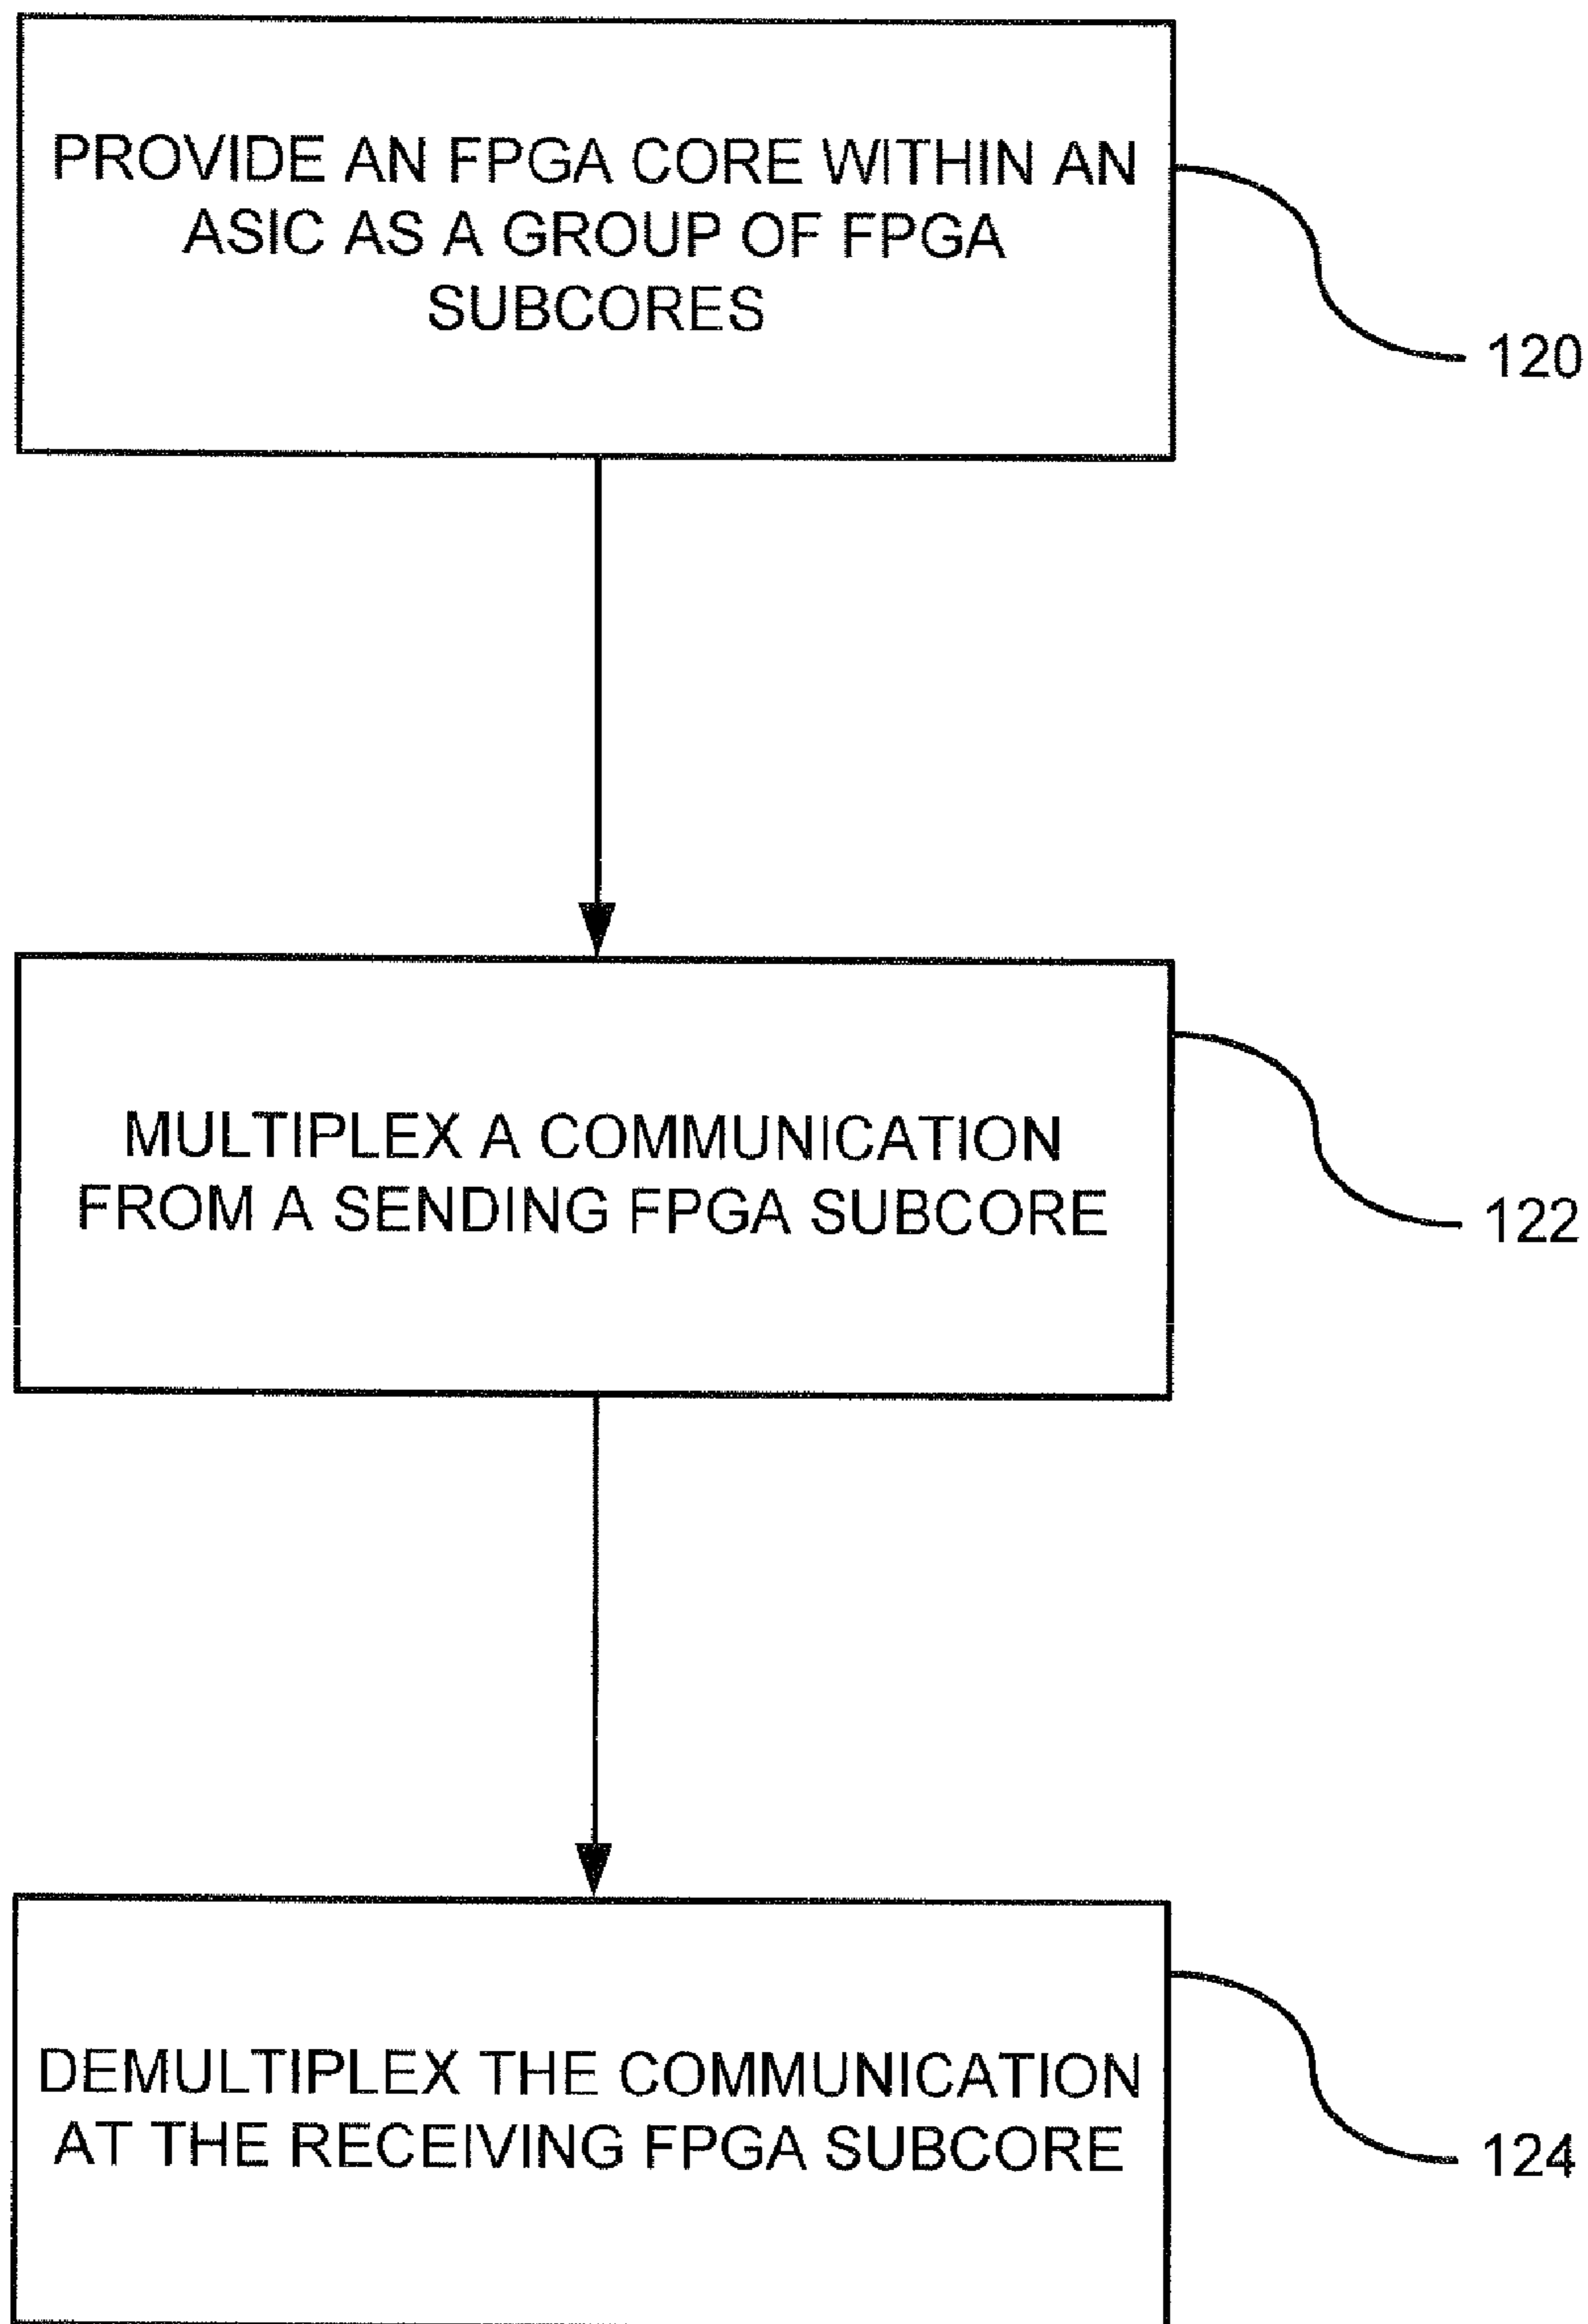 PROVIDE AN FPGA CORE WITHIN AN
ASIC AS A GROUP OF FPGA
SUBCORES
120
MULTIPLEX A COMMUNICATION
FROM A SENDING FPGA SUBCORE
122
DEMULTIPLEX THE COMMUNICATION
AT THE RECEIVING FPGA SUBCORE
124